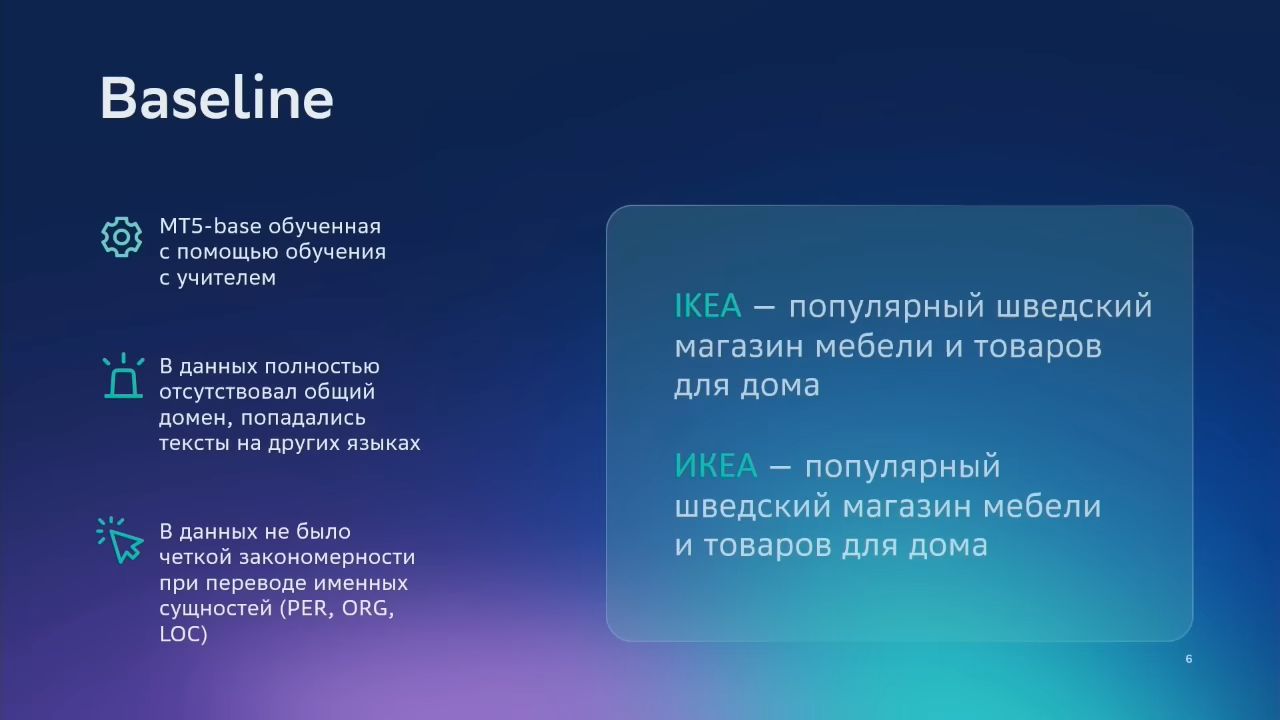 Baseline
MT5-base обученная
с помощью обучения
с учителем
В данных полностью
отсутствовал общий
домен, попадались
тексты на других языках
В данных не было
четкой закономерности
при переводе именных
сущностей (PER, ORG,
LOC)
IKEA — популярный шведский
магазин мебели и товаров
для дома
ИКЕА — популярный
шведский магазин мебели
и товаров для дома
6